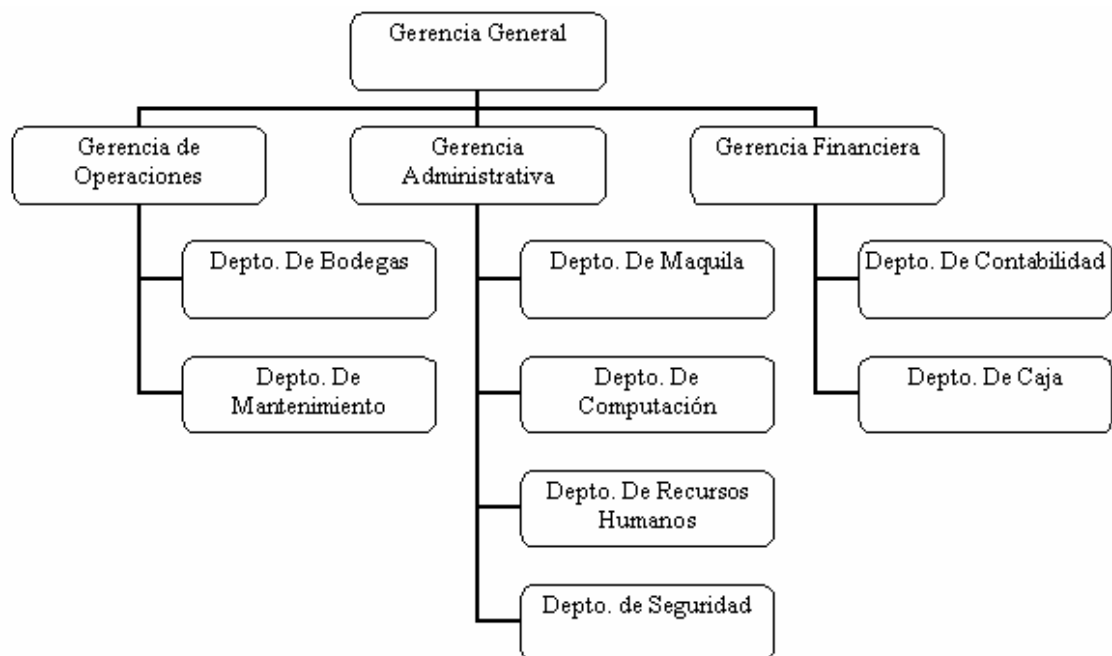 Gerencia General
Gerencia de
Operaciones
Gerencia
Administrativa
Gerencia Financiera
Depto. De Bodegas
Depto. De
Mantenimiento
Depto. De Maquila
Depto. De
Computación
Depto. De Recursos
Humanos
Depto. de Seguridad
Depto. De Contabilidad
Depto. De Caja